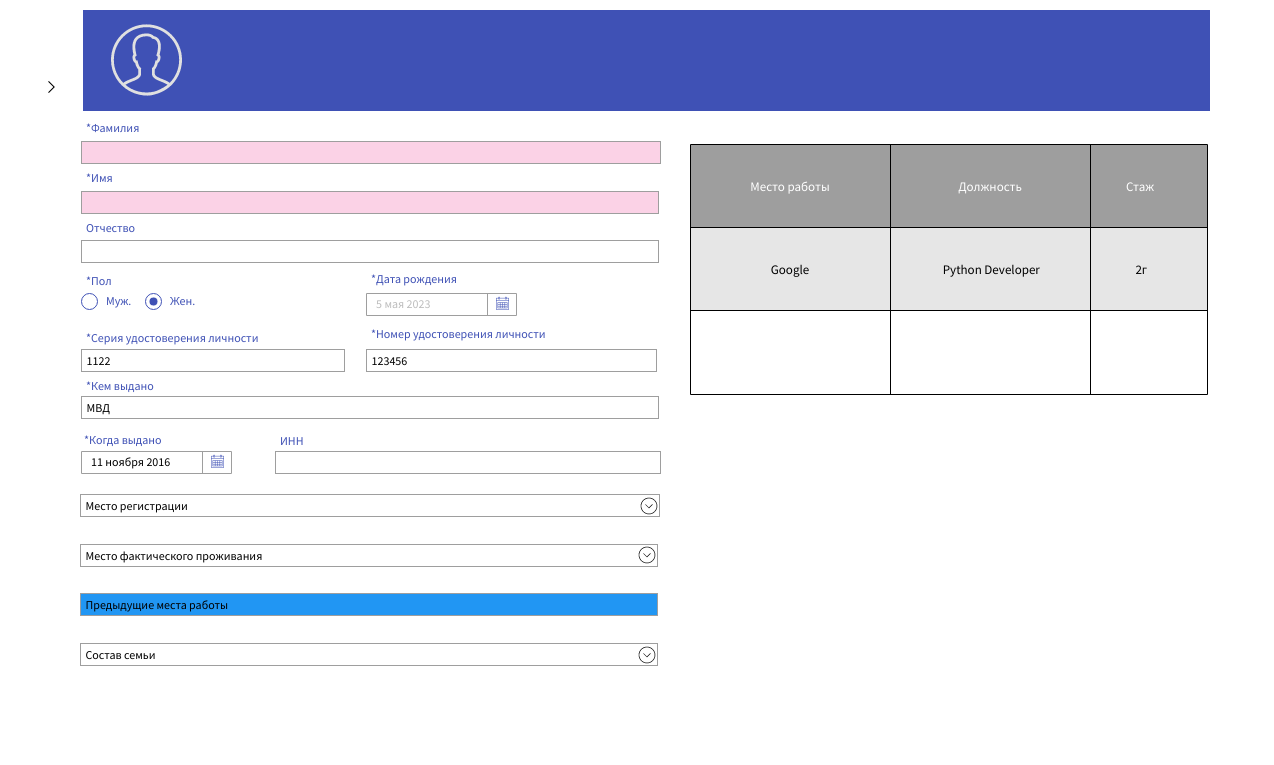 *Фамилия
*Имя
Отчество
*Пол
*Дата рождения
Муж.
Жен.
5 мая 2023
*Серия удостоверения личности
*Номер удостоверения личности
1122
123456
*Кем выдано
МВД
*Когда выдано
ИНН
11 ноября 2016
Место регистрации
Место фактического проживания
Предыдущие места работы
Состав семьи
Место работы
Должность
Стаж
Google
Python Developer
2г